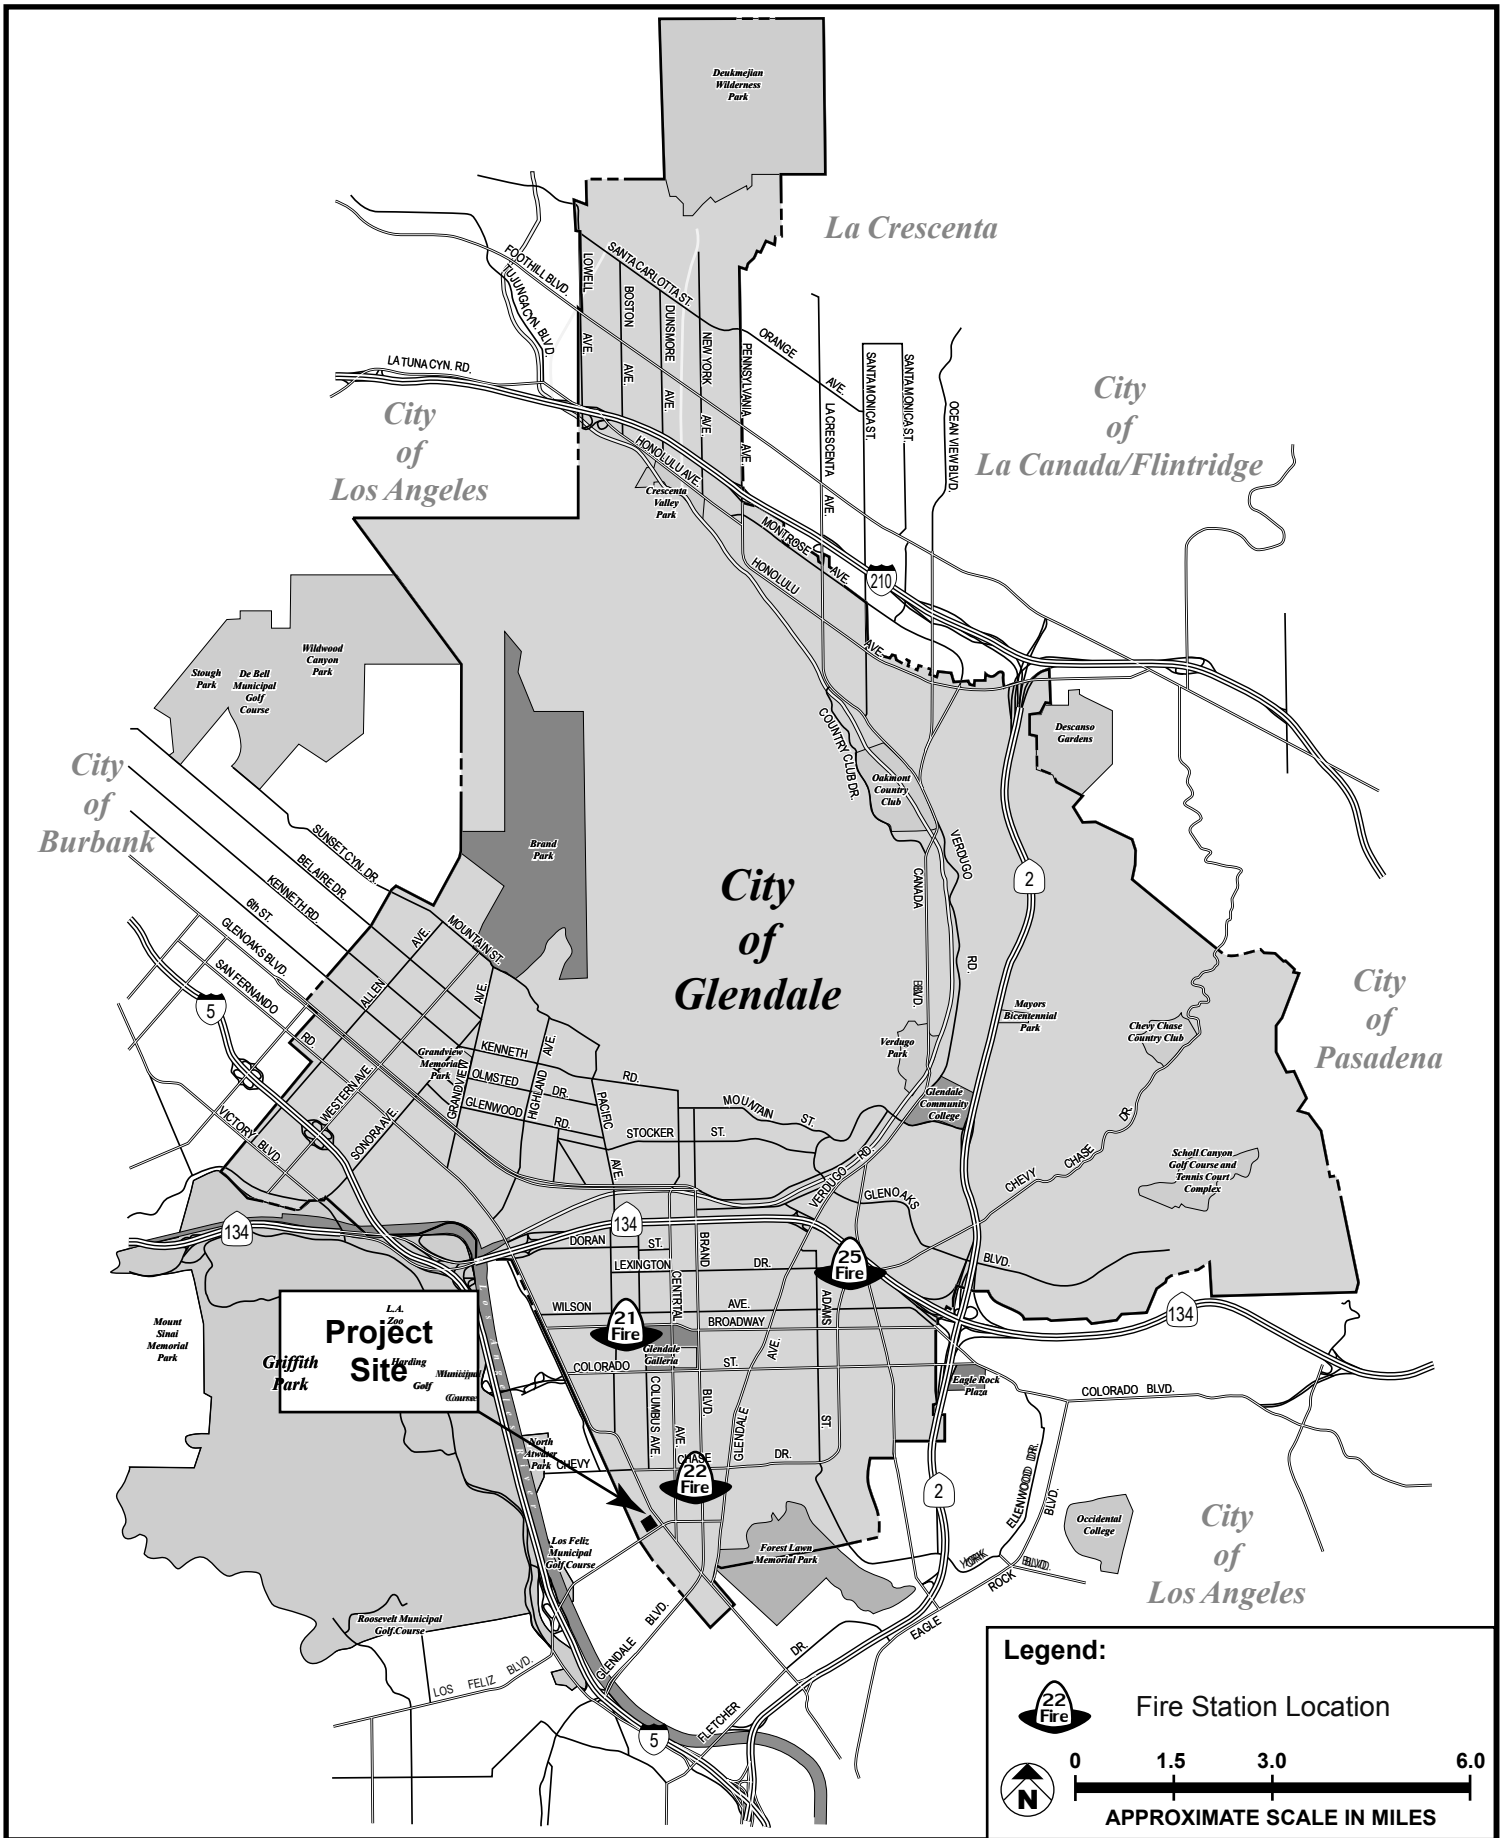 Deukmejian
Wilderness
Park
La Crescenta
FOOTHILL BLVD.
TUJUNGA CYN. BLVD.
LOWELL
AVE.
SANTA CARLOTTA ST.
BOSTON
AVE.
DUNSMORE
AVE.
NEW YORK
AVE.
PENNSYLVANIA
AVE.
ORANGE
AVE.
LA CRESCENTA
AVE.
SANTA MONICA ST.
SANTA MONICA ST.
OCEAN VIEW BLVD.
LA TUNA CYN. RD.
City
of
Los Angeles
City
of
La Canada/Flintridge
HONOLULU AVE.
Crescenta
Valley
Park
MONTROSE
AVE.
HONOLULU
AVE.
210
Stough
Park
De Bell
Municipal
Golf
Course
Wildwood
Canyon
Park
Descanso
Gardens
COUNTRY CLUB DR.
Oakmont
Country
Club
City
of
Burbank
SUNSET CYN. DR.
BELAIRE DR.
KENNETH RD.
6th ST.
GLENOAKS BLVD.
SAN FERNANDO
RD.
Brand
Park
City
of
Glendale
VERDUGO
RD.
CANADA
BLVD.
2
MOUNTAIN ST.
ALLEN
AVE.
5
Mayors
Bicentennial
Park
Chevy Chase
Country Club
City
of
Pasadena
Verdugo
Park
Glendale
Community
College
Grandview
Memorial
Park
KENNETH
RD.
OLMSTED
DR.
GLENWOOD
RD.
GRANDVIEW
AVE.
HIGHLAND
AVE.
PACIFIC
AVE.
WESTERN AVE.
SONORA AVE.
VICTORY BLVD.
MOUNTAIN
ST.
STOCKER
ST.
VERDUGO RD.
GLENOAKS
BLVD.
CHEVY
CHASE
DR.
Scholl Canyon
Golf Course and
Tennis Court
Complex
134
134
DORAN
ST.
LEXINGTON
DR.
BRAND
BLVD.
CENTRTAL
AVE.
25
Fire
ADAMS
ST.
WILSON
AVE.
21
Fire
BROADWAY
134
Glendale
Galleria
COLORADO
ST.
COLUMBUS AVE.
GLENDALE
AVE.
Mount
Sinai
Memorial
Park
L.A.
Zoo
Project
Site
Griffith
Park
Harding
Golf
Municipal
Course
Los Angeles River
North
Atwater
Park
CHEVY
CHASE
DR.
22
Fire
Eagle Rock
Plaza
COLORADO BLVD.
2
ELLENWOOD DR.
BLVD.
Occidental
College
City
of
Los Angeles
Los Feliz
Municipal
Golf Course
Forest Lawn
Memorial Park
YORK
BLVD.
EAGLE
ROCK
Roosevelt Municipal
Golf Course
LOS FELIZ BLVD.
GLENDALE
BLVD.
FLETCHER
DR.
5
Legend:
22
Fire
Fire Station Location
N
0 1.5 3.0 6.0
APPROXIMATE SCALE IN MILES